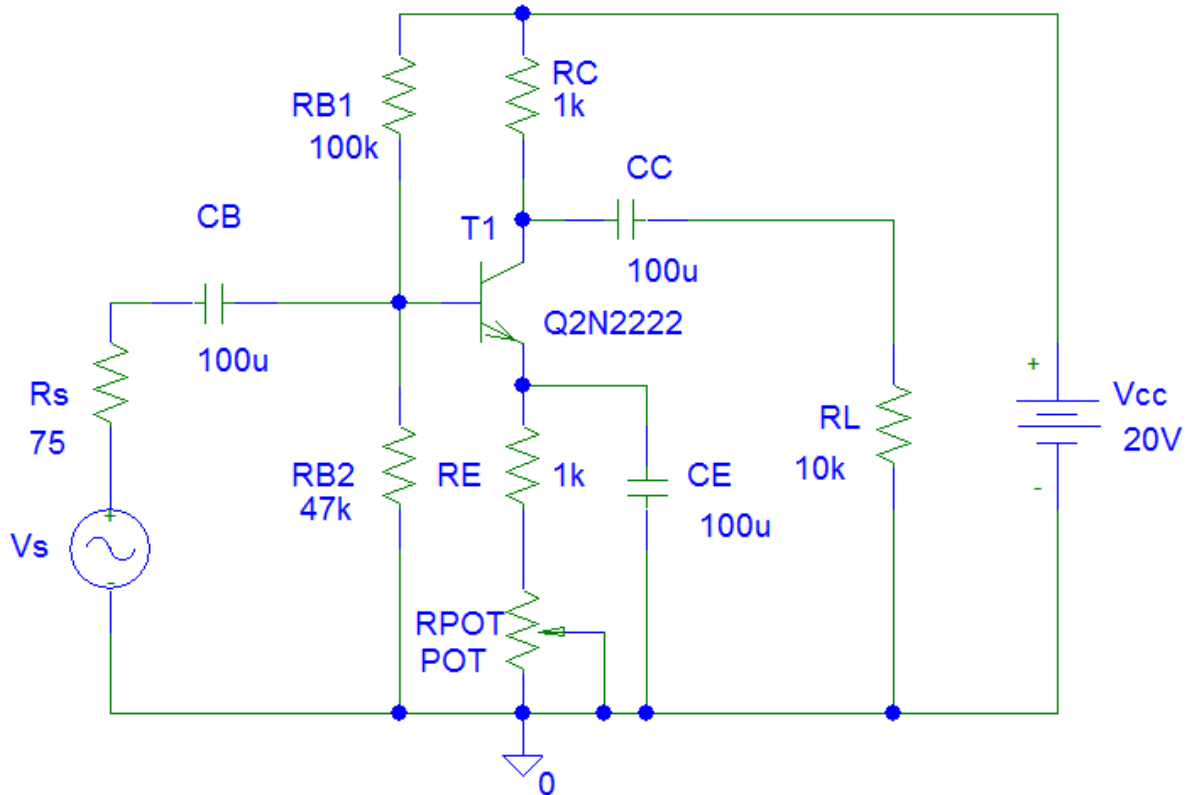 RB1
100k
RC
1k
CC
100u
CB
100u
T1
Q2N2222
Rs
75
Vs
+
-
RB2
47k
RE
1k
CE
100u
RL
10k
+
-
Vcc
20V
RPOT
POT
0